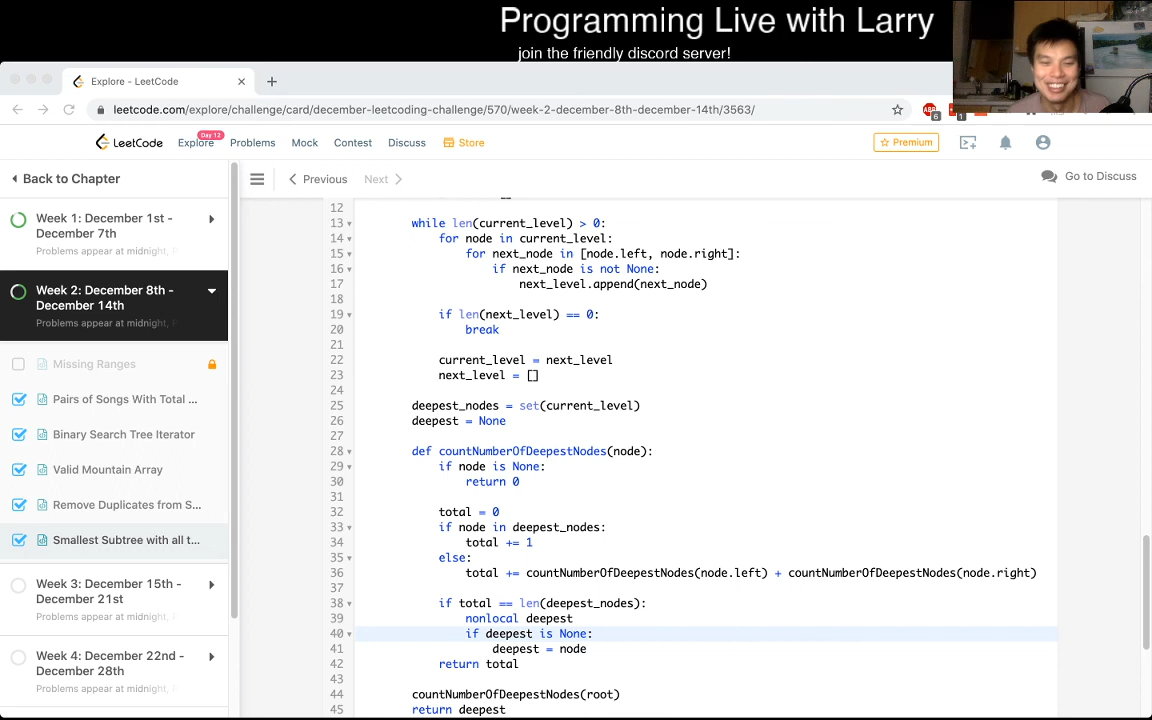 Programming Live with Larry
join the friendly discord server!
Explore - LeetCode
leetcode.com/explore/challenge/card/december-leetcoding-challenge/570/week-2-december-8th-december-14th/3563/
ABP
6
1
LeetCode
Explore
Day 12
Problems
Mock
Contest
Discuss
Store
Premium
Back to Chapter
Previous
Next
Go to Discuss
Week 1: December 1st -
December 7th
Problems appear at midnight,
Week 2: December 8th -
December 14th
Problems appear at midnight,
Missing Ranges
Pairs of Songs With Total ...
Binary Search Tree Iterator
Valid Mountain Array
Remove Duplicates from S...
Smallest Subtree with all t...
Week 3: December 15th -
December 21st
Problems appear at midnight,
Week 4: December 22nd -
December 28th
Problems appear at midnight,
12
13 while len(current_level) > 0:
14 for node in current_level:
15 for next_node in [node.left, node.right]:
16 if next_node is not None:
17 next_level.append(next_node)
18
19 if len(next_level) == 0:
20 break
21
22 current_level = next_level
23 next_level = []
24
25 deepest_nodes = set(current_level)
26 deepest = None
27
28 def countNumberOfDeepestNodes(node):
29 if node is None:
30 return 0
31
32 total = 0
33 if node in deepest_nodes:
34 total += 1
35 else:
36 total += countNumberOfDeepestNodes(node.left) + countNumberOfDeepestNodes(node.right)
37
38 if total == len(deepest_nodes):
39 nonlocal deepest
40 if deepest is None:
41 deepest = node
42 return total
43
44 countNumberOfDeepestNodes(root)
45 return deepest